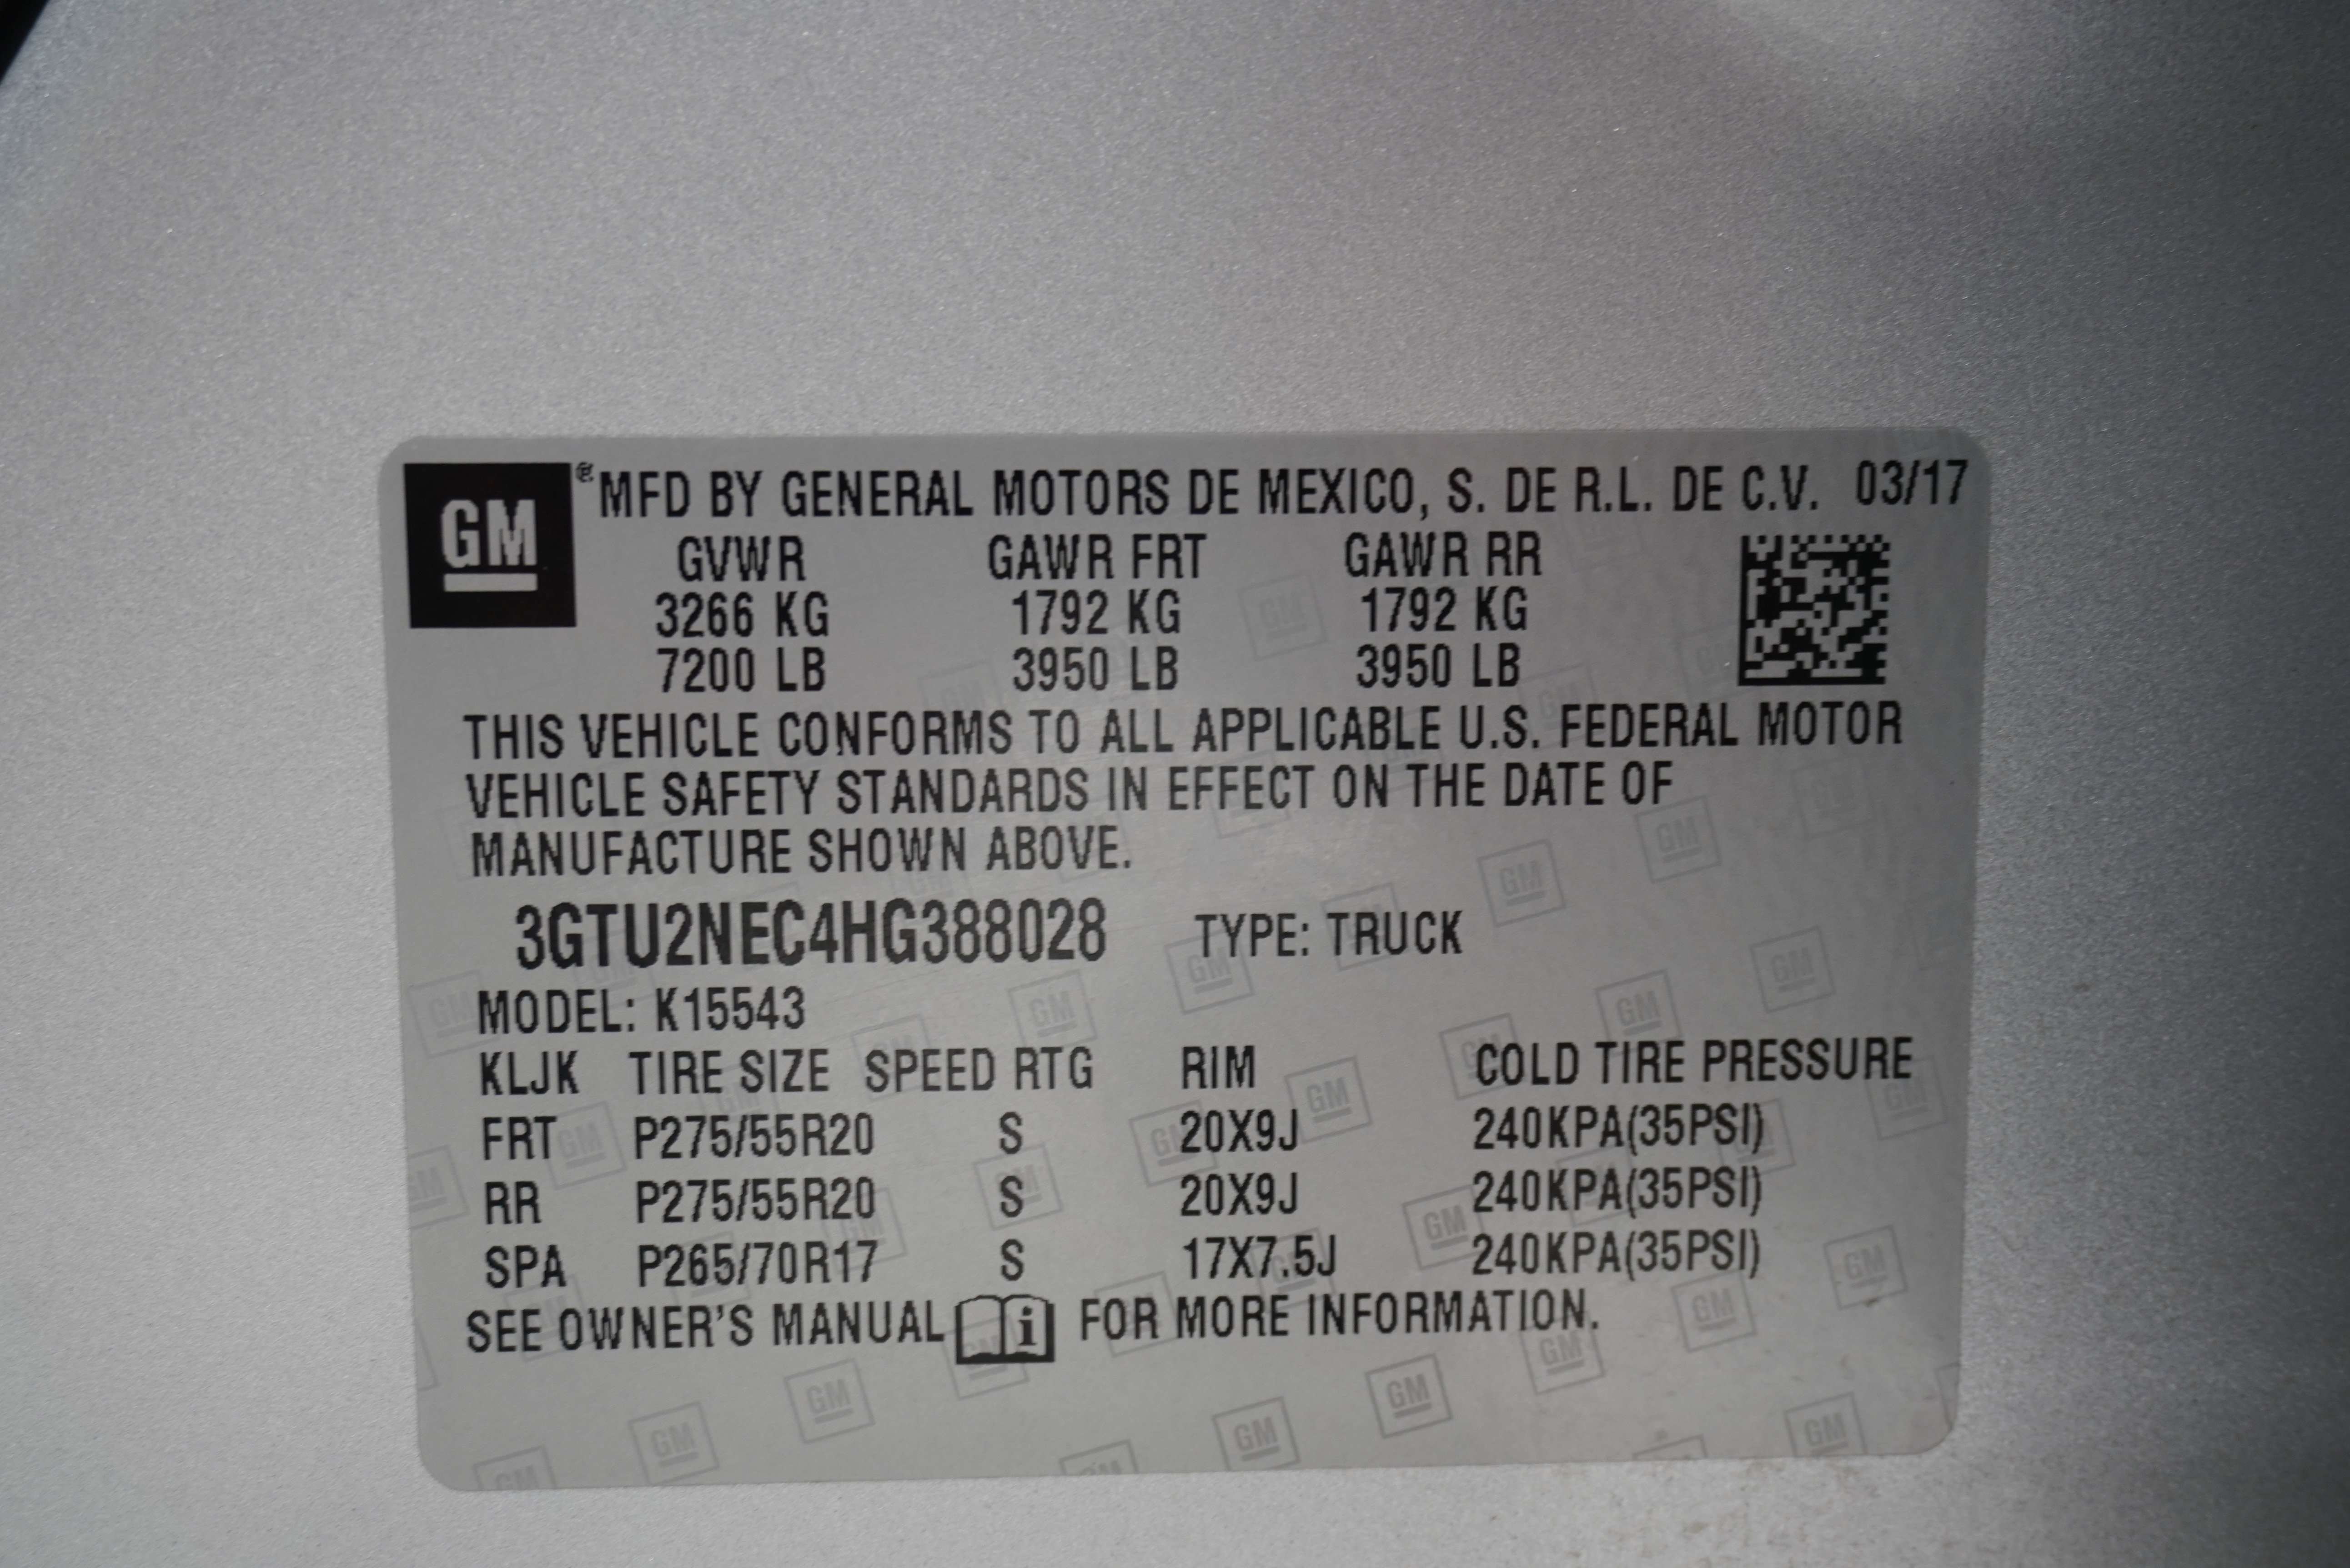 GM ® MFD BY GENERAL MOTORS DE MEXICO, S. DE R.L. DE C.V. 03/17
GVWR GAWR FRT GAWR RR
3266 KG 1792 KG 1792 KG
7200 LB 3950 LB 3950 LB
THIS VEHICLE CONFORMS TO ALL APPLICABLE U.S. FEDERAL MOTOR
VEHICLE SAFETY STANDARDS IN EFFECT ON THE DATE OF
MANUFACTURE SHOWN ABOVE.
3GTU2NEC4HG388028 TYPE: TRUCK
MODEL: K15543
KLJK TIRE SIZE SPEED RTG RIM COLD TIRE PRESSURE
FRT P275/55R20 S 20X9J 240KPA(35PSI)
RR P275/55R20 S 20X9J 240KPA(35PSI)
SPA P265/70R17 S 17X7.5J 240KPA(35PSI)
SEE OWNER'S MANUAL i FOR MORE INFORMATION.